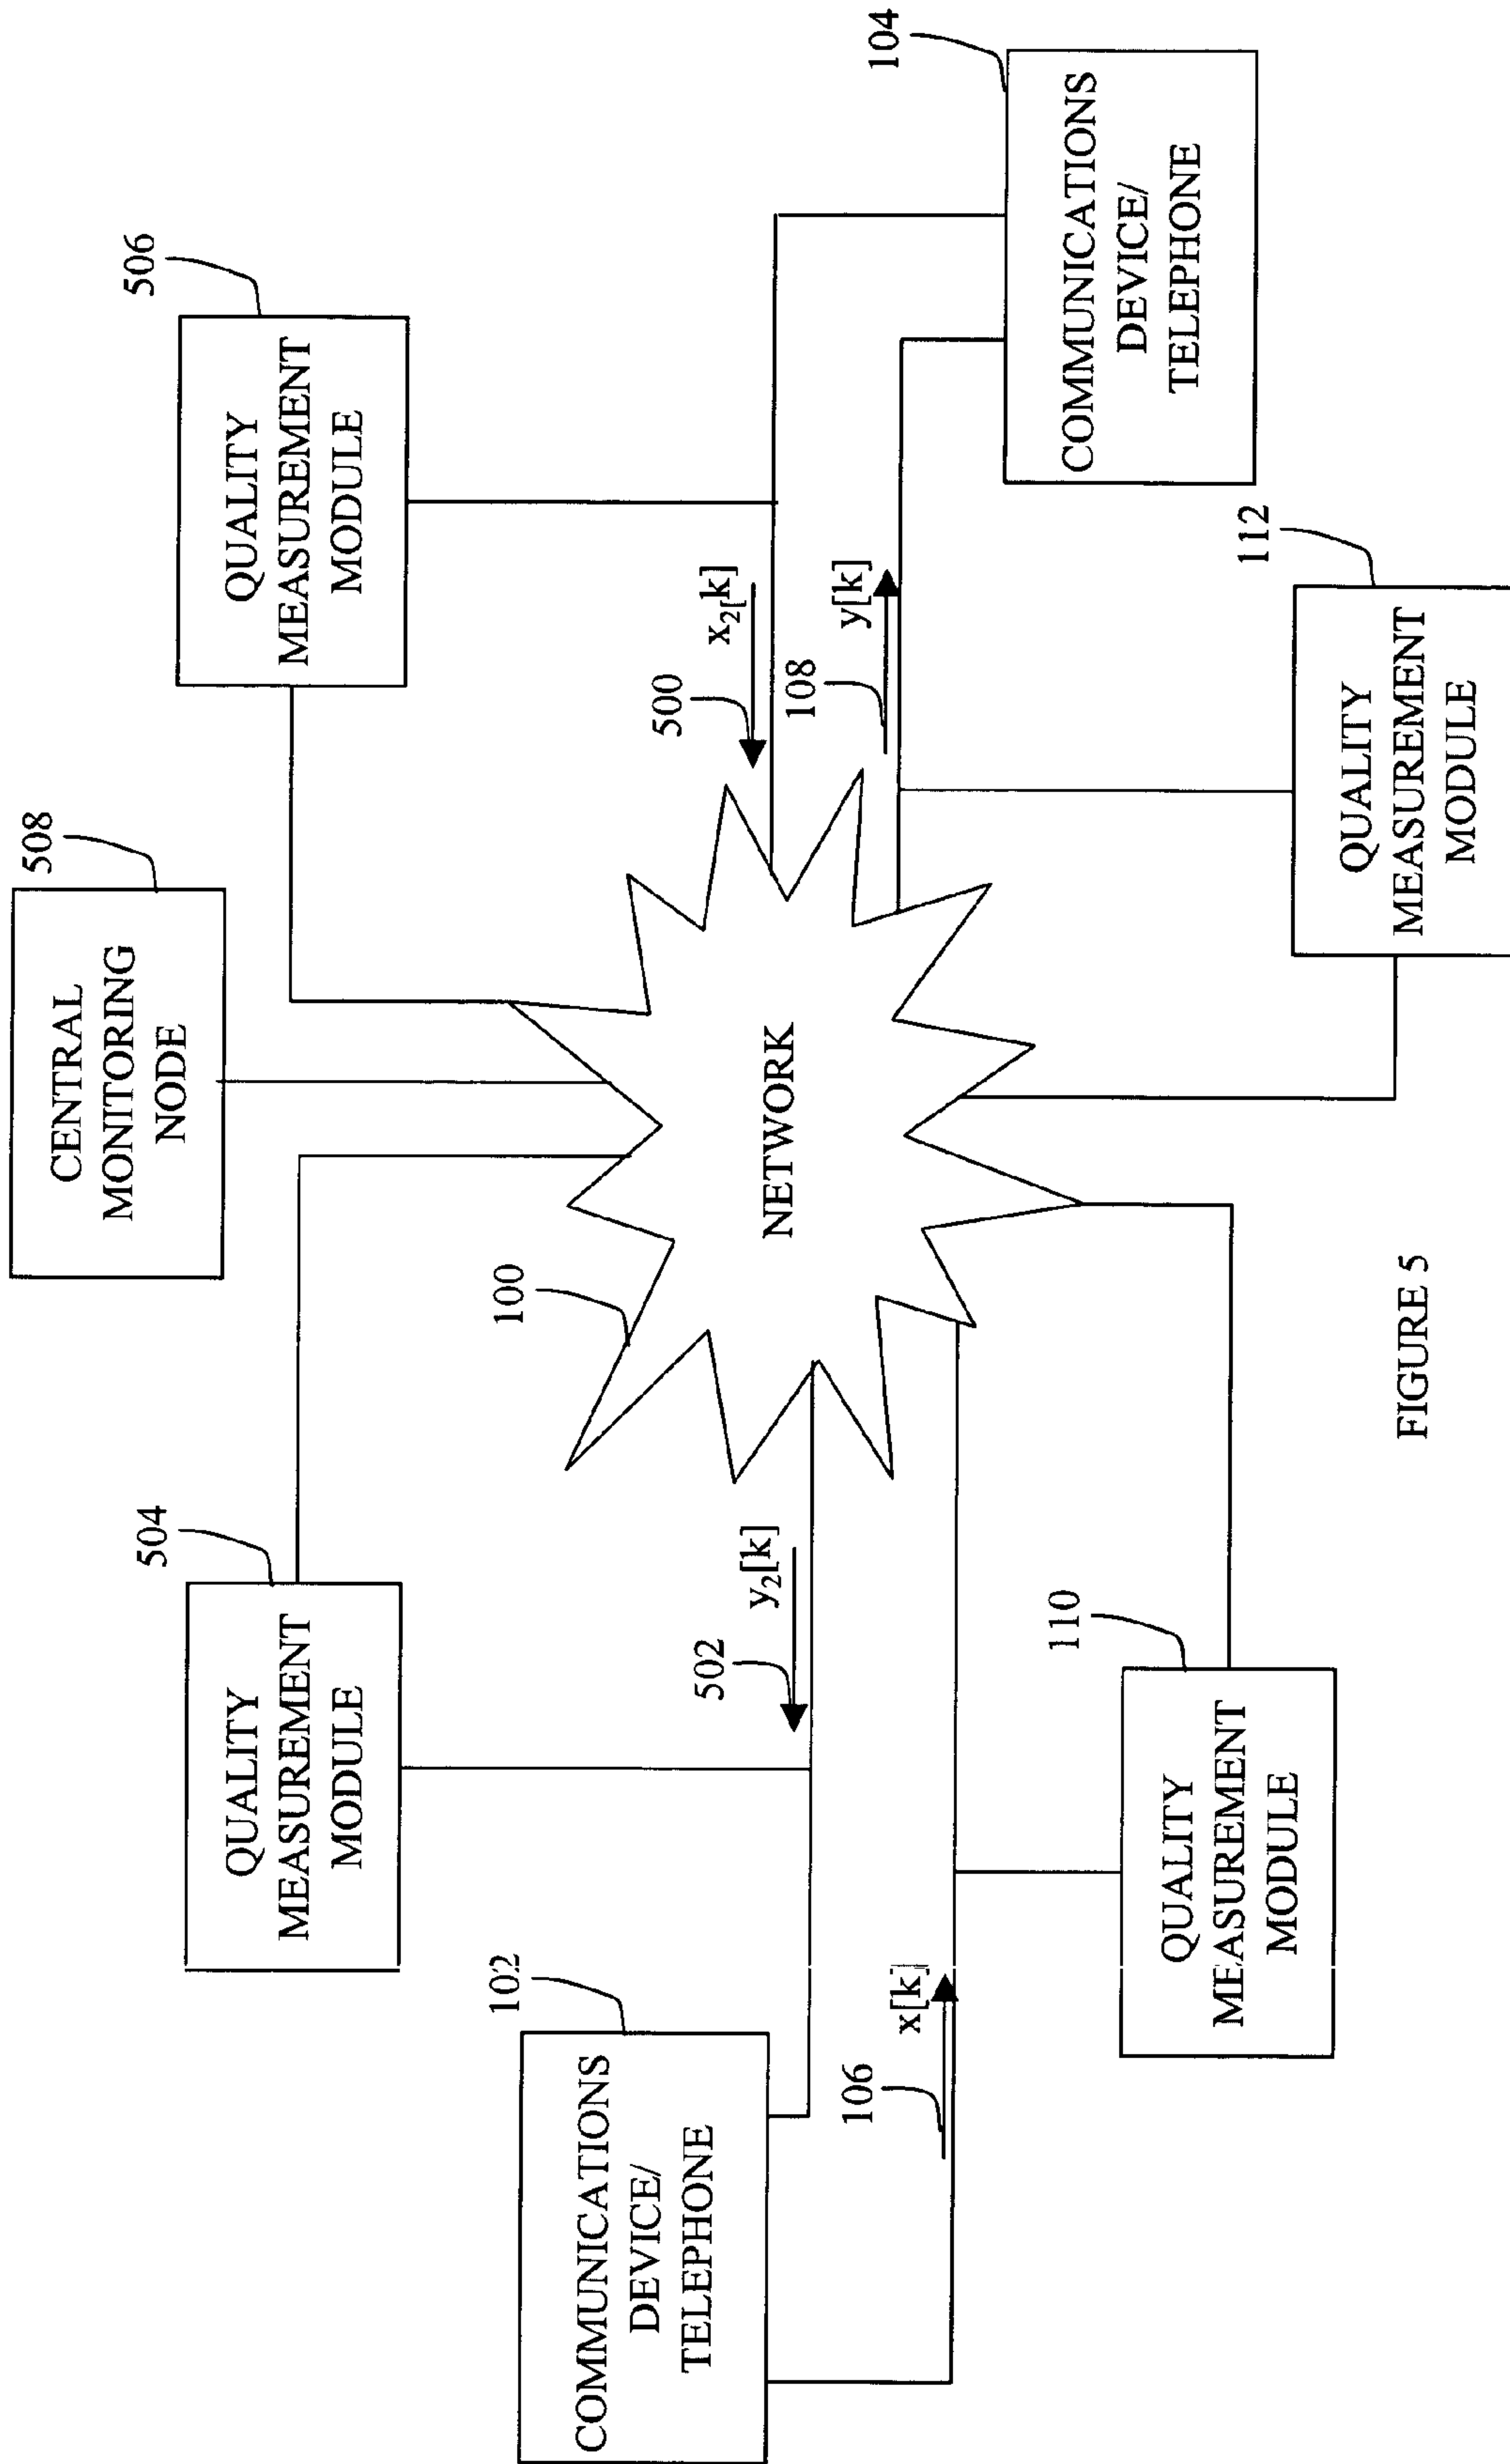 508
CENTRAL
MONITORING
NODE
504
QUALITY
MEASUREMENT
MODULE
506
QUALITY
MEASUREMENT
MODULE
102
COMMUNICATIONS
DEVICE/
TELEPHONE
100
NETWORK
502
y₂[k]
500
x₂[k]
106
x[k]
108
y[k]
104
COMMUNICATIONS
DEVICE/
TELEPHONE
110
QUALITY
MEASUREMENT
MODULE
112
QUALITY
MEASUREMENT
MODULE
FIGURE 5